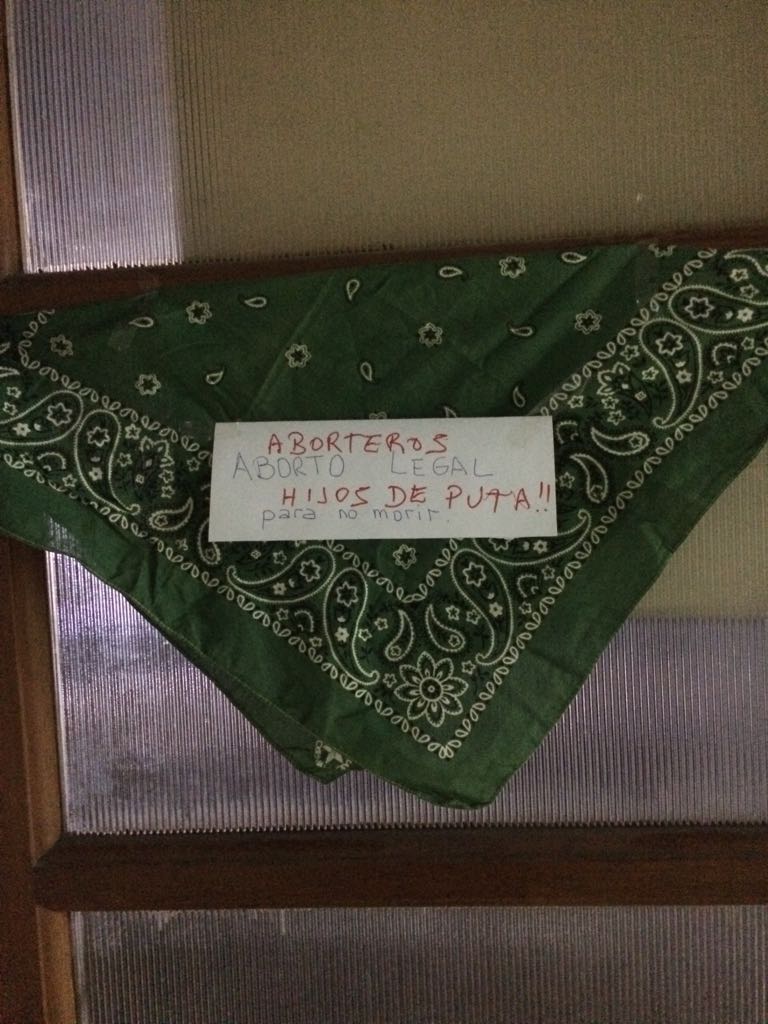 ABORTEROS
ABORTO LEGAL
HIJOS DE PUTA!!
para no morir.